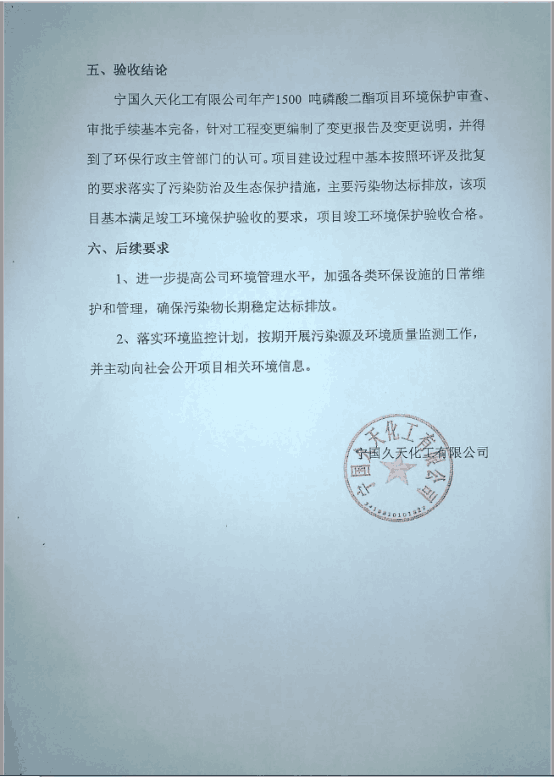 五、验收结论
宁国久天化工有限公司年产1500 吨磷酸二酯项目环境保护审查、
审批手续基本完备，针对工程变更编制了变更报告及变更说明，并得
到了环保行政主管部门的认可。项目建设过程中基本按照环评及批复
的要求落实了污染防治及生态保护措施，主要污染物达标排放，该项
目基本满足竣工环境保护验收的要求，项目竣工环境保护验收合格。
六、后续要求
1、进一步提高公司环境管理水平，加强各类环保设施的日常维
护和管理，确保污染物长期稳定达标排放。
2、落实环境监控计划，按期开展污染源及环境质量监测工作，
并主动向社会公开项目相关环境信息。
宁国久天化工有限公司
宁国久天化工有限公司